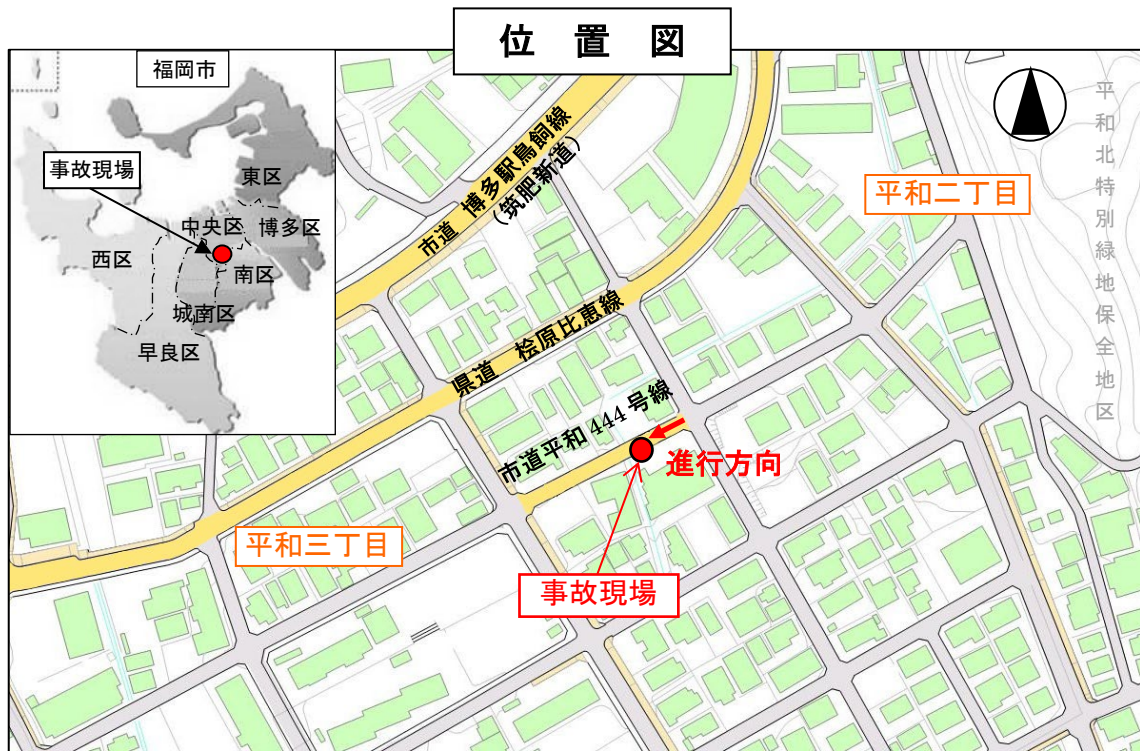 位 置 図
福岡市
事故現場
東区
中央区
博多区
西区
南区
城南区
早良区
市道 博多駅鳥飼線
(筑肥新道)
県道 桧原比恵線
市道平和444号線
進行方向
事故現場
平和二丁目
平和三丁目
平和北特別緑地保全地区